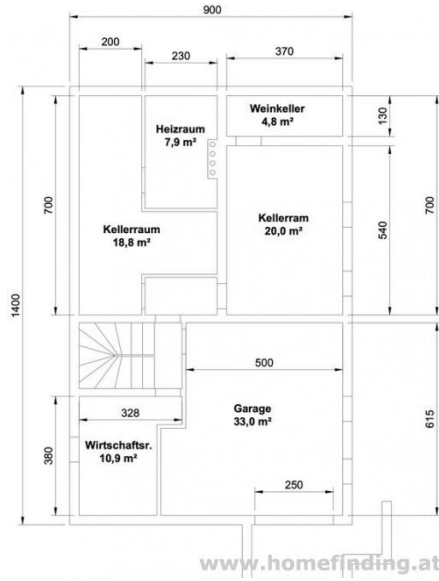 900
200
230
370
Weinkeller
4,8 m²
130
Heizraum
7,9 m²
700
Kellerraum
18,8 m²
Kellerram
20,0 m²
540
700
1400
500
328
Garage
33,0 m²
615
380
Wirtschaftsr.
10,9 m²
250
www.homefinding.at